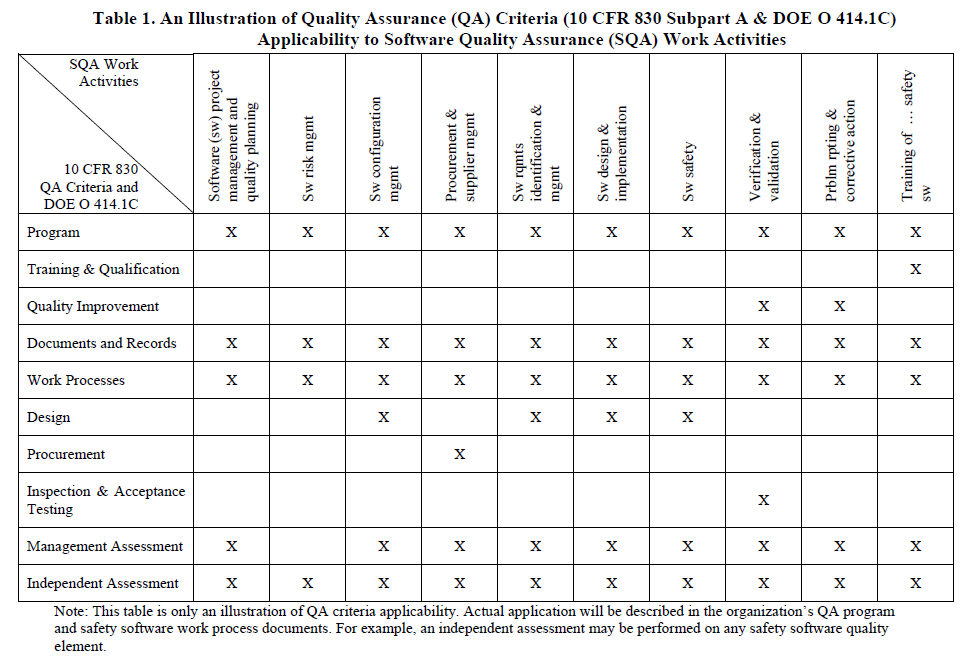 Table 1. An Illustration of Quality Assurance (QA) Criteria (10 CFR 830 Subpart A & DOE O 414.1C)
Applicability to Software Quality Assurance (SQA) Work Activities
SQA Work
Activities
10 CFR 830
QA Criteria and
DOE O 414.1C
Software (sw) project
management and
quality planning
Sw risk mgmt
Sw configuration
mgmt
Procurement &
supplier mgmt
Sw rqmts
identification &
mgmt
Sw design &
implementation
Sw safety
Verification &
validation
Prblm rpting &
corrective action
Training of … safety
sw
Program X X X X X X X X X X
Training & Qualification X
Quality Improvement X X
Documents and Records X X X X X X X X X X
Work Processes X X X X X X X X X X
Design X X X X
Procurement X
Inspection & Acceptance
Testing X
Management Assessment X X X X X X X X X
Independent Assessment X X X X X X X X X X
Note: This table is only an illustration of QA criteria applicability. Actual application will be described in the organization's QA program
and safety software work process documents. For example, an independent assessment may be performed on any safety software quality
element.